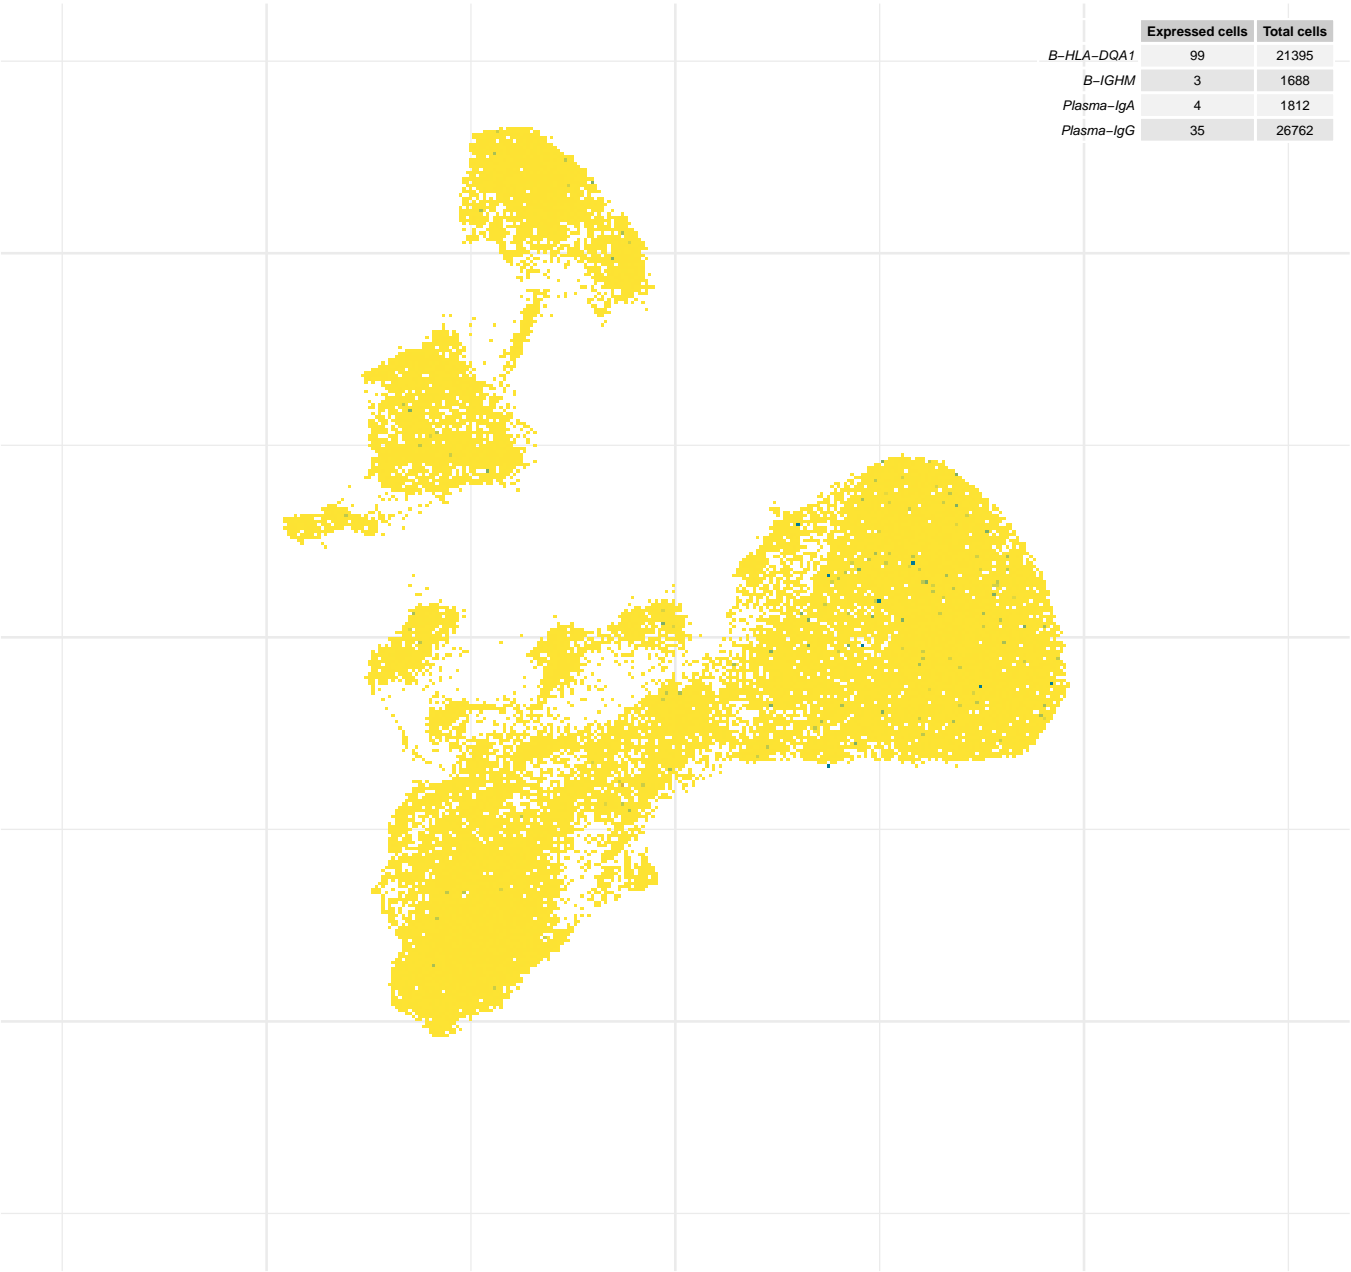 Expressed cells Total cells
B−HLA−DQA1 99 21395
B−IGHM 3 1688
Plasma−IgA 4 1812
Plasma−IgG 35 26762